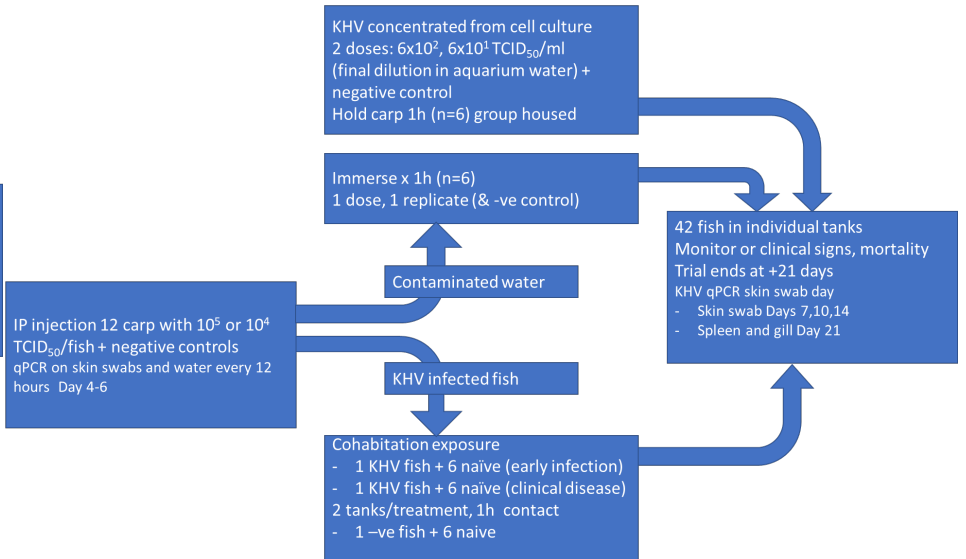 KHV concentrated from cell culture
2 doses: 6x10², 6x10¹ TCID₅₀/ml
(final dilution in aquarium water) +
negative control
Hold carp 1h (n=6) group housed
Immerse x 1h (n=6)
1 dose, 1 replicate (& -ve control)
Contaminated water
IP injection 12 carp with 10⁵ or 10⁴
TCID₅₀/fish + negative controls
qPCR on skin swabs and water every 12
hours  Day 4-6
KHV infected fish
Cohabitation exposure
- 1 KHV fish + 6 naïve (early infection)
- 1 KHV fish + 6 naïve (clinical disease)
2 tanks/treatment, 1h  contact
- 1 –ve fish + 6 naive
42 fish in individual tanks
Monitor or clinical signs, mortality
Trial ends at +21 days
KHV qPCR skin swab day
- Skin swab Days 7,10,14
- Spleen and gill Day 21